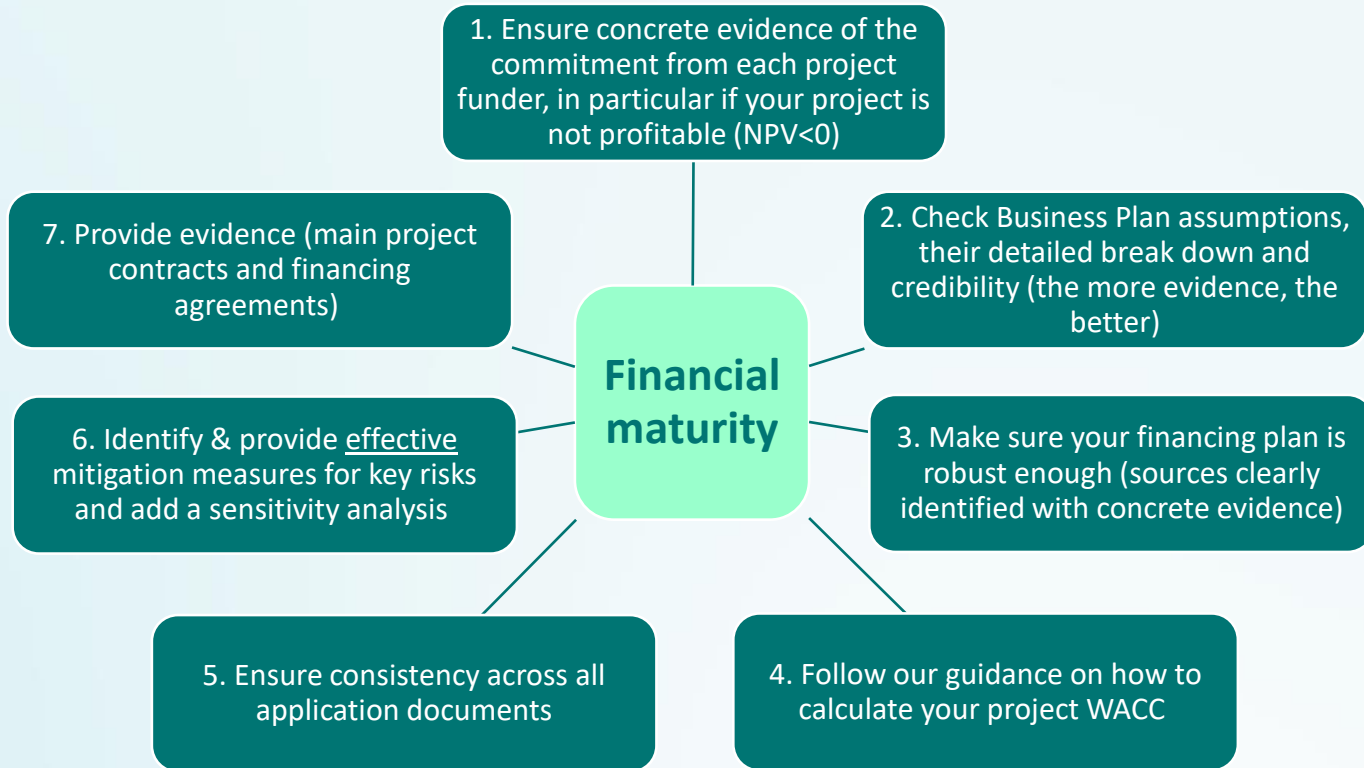 1. Ensure concrete evidence of the
commitment from each project
funder, in particular if your project is
not profitable (NPV<0)
2. Check Business Plan assumptions,
their detailed break down and
credibility (the more evidence, the
better)
3. Make sure your financing plan is
robust enough (sources clearly
identified with concrete evidence)
4. Follow our guidance on how to
calculate your project WACC
5. Ensure consistency across all
application documents
6. Identify & provide effective
mitigation measures for key risks
and add a sensitivity analysis
7. Provide evidence (main project
contracts and financing
agreements)
Financial
maturity